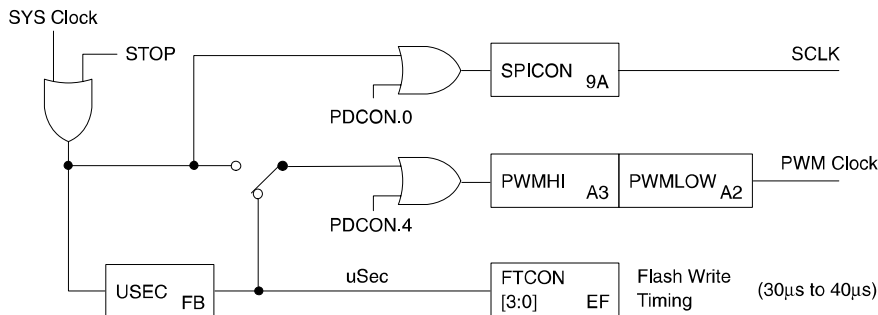 SYS Clock
STOP
SPICON 9A
SCLK
PDCON.0
PWMHI A3
PWMLOW A2
PWM Clock
PDCON.4
USEC FB
uSec
FTCON
[3:0] EF
Flash Write
Timing
(30µs to 40µs)